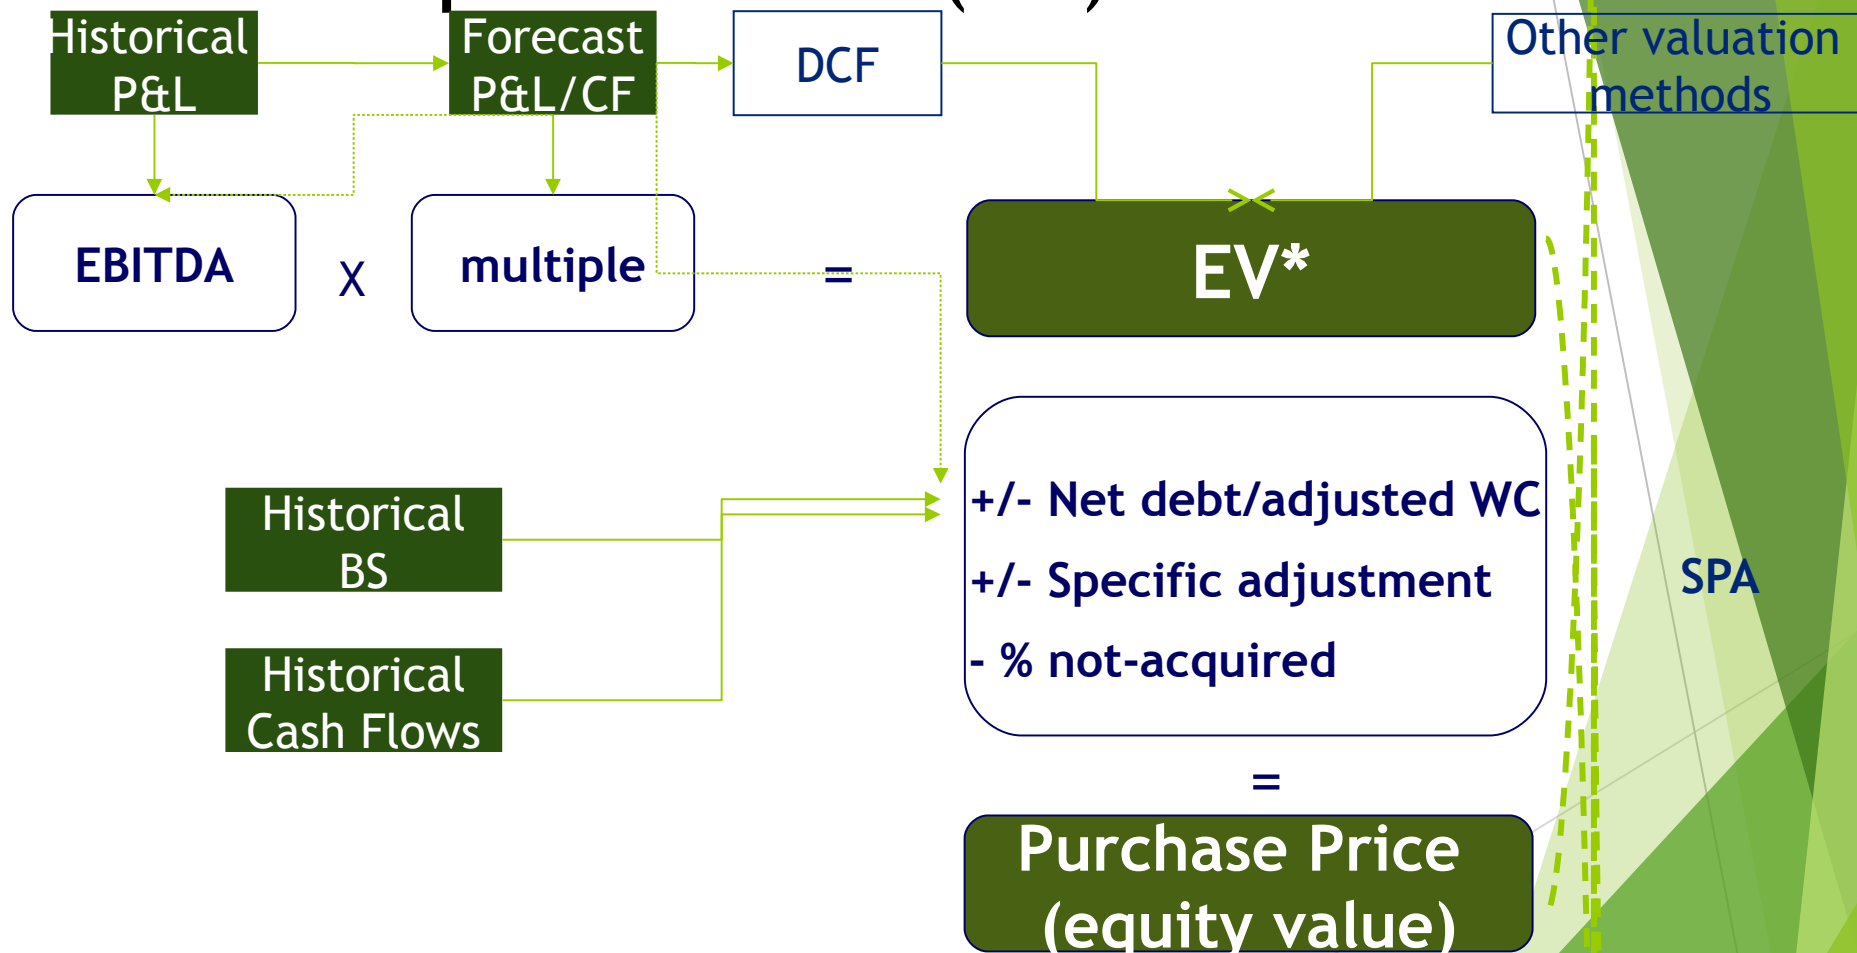 Historical
P&L
Forecast
P&L/CF
DCF
Other valuation
methods
EBITDA
X
multiple
=
EV*
+/- Net debt/adjusted WC
+/- Specific adjustment
- % not-acquired
Historical
BS
Historical
Cash Flows
SPA
=
Purchase Price
(equity value)